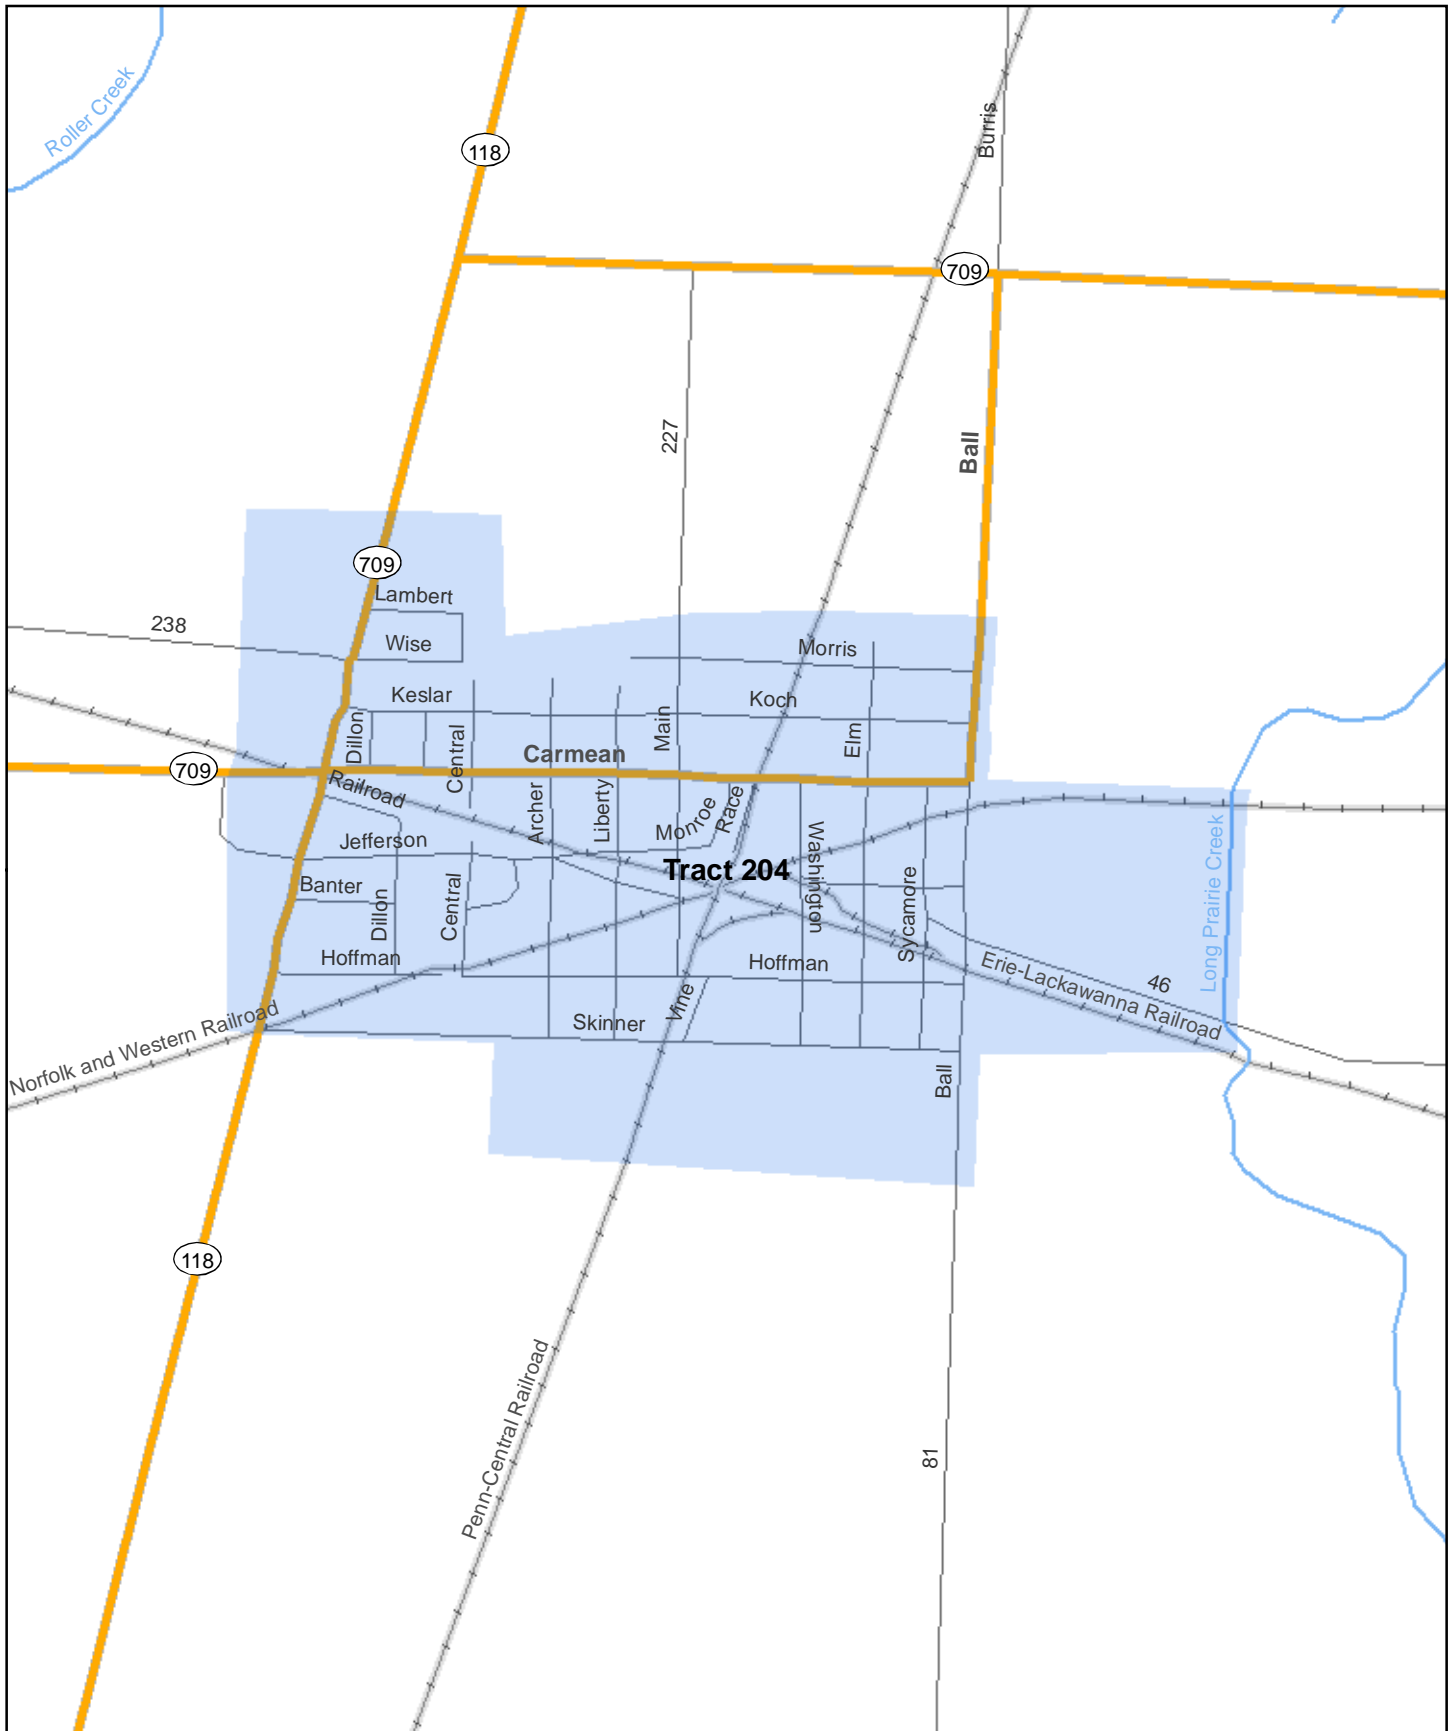 Roller Creek
118
Burris
709
227
Ball
709
Lambert
238
Wise
Morris
Keslar
Koch
Dillon
Central
Main
Elm
Carmean
709
Railroad
Archer
Liberty
Monroe
Race
Jefferson
Washington
Tract 204
Long Prairie Creek
Banter
Dillon
Central
Sycamore
Hoffman
Hoffman
Erie-Lackawanna Railroad
46
Vine
Skinner
Norfolk and Western Railroad
Ball
118
Penn-Central Railroad
81